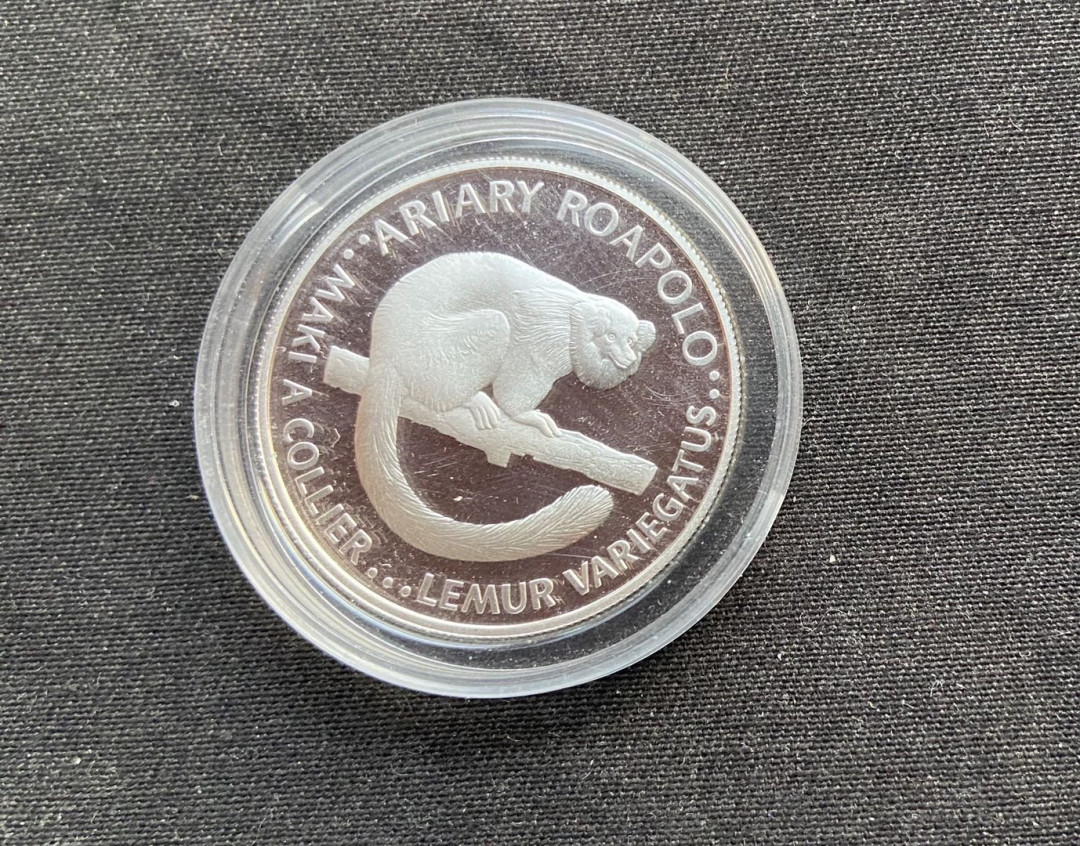 ARIARY ROAPOLO...
LEMUR VARIEGATUS...
MAKI A COLLIER...